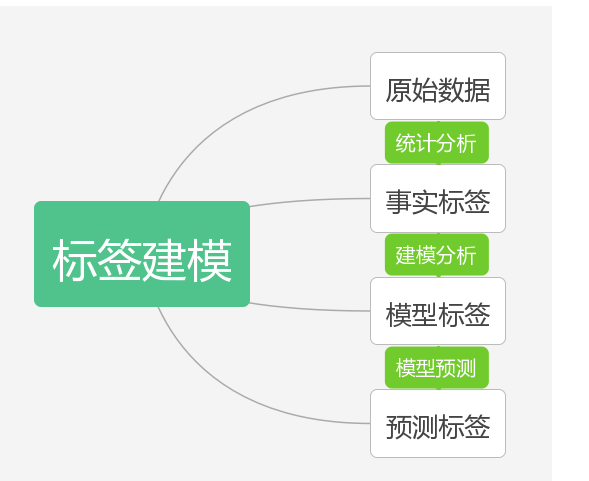 标签建模
原始数据
统计分析
事实标签
建模分析
模型标签
模型预测
预测标签